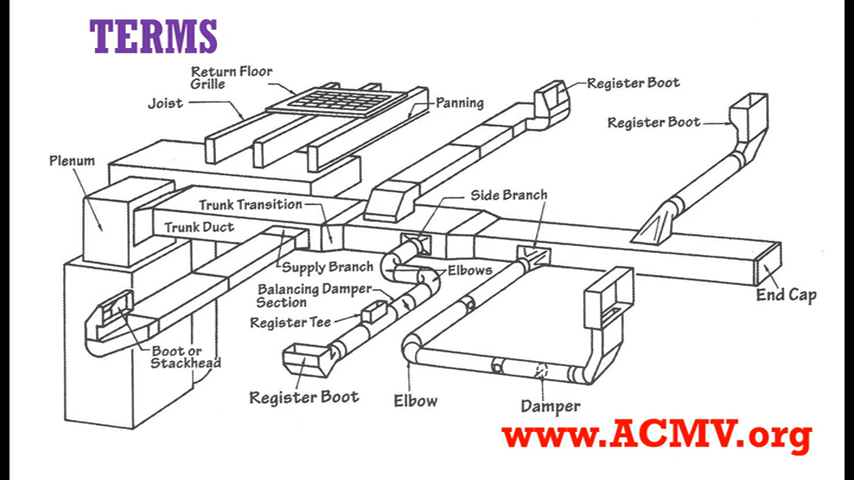 TERMS
Return Floor
Grille
Joist
Panning
Register Boot
Register Boot
Plenum
Side Branch
Trunk Transition
Trunk Duct
Supply Branch
Elbows
Balancing Damper
Section
Register Tee
End Cap
Boot or
Stackhead
Register Boot
Elbow
Damper
www.ACMV.org